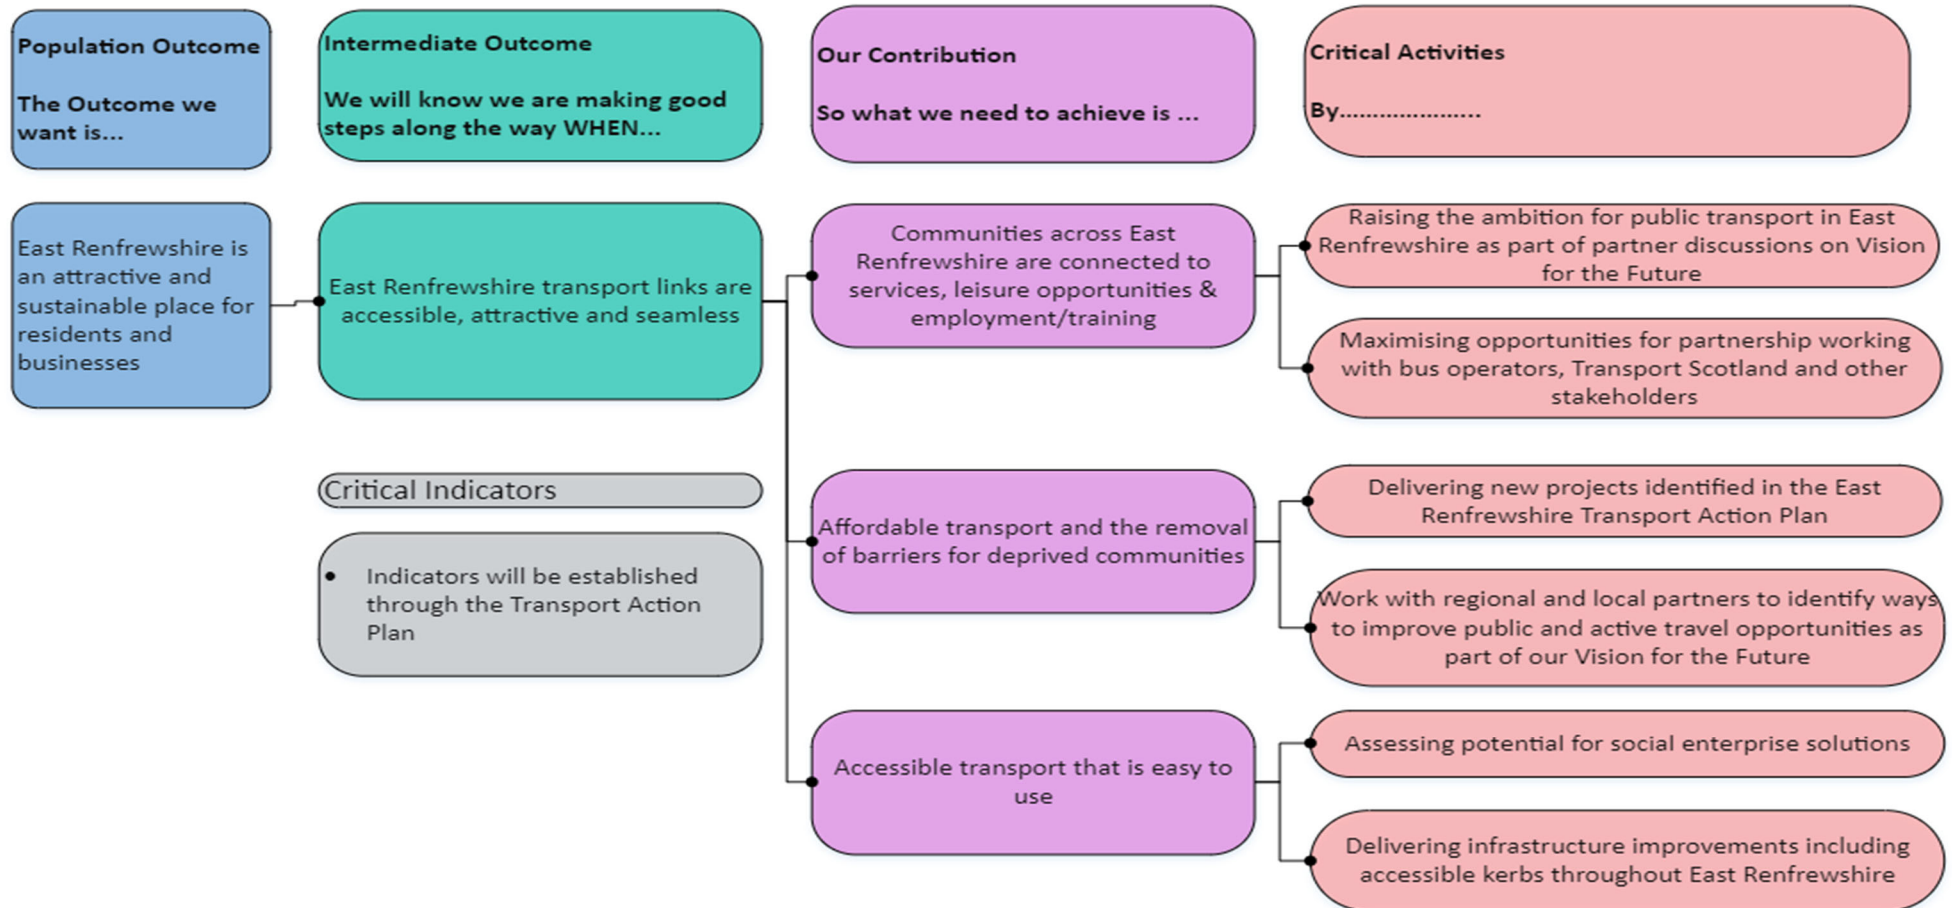 Population Outcome
The Outcome we
want is...
Intermediate Outcome
We will know we are making good
steps along the way WHEN...
Our Contribution
So what we need to achieve is ...
Critical Activities
By.....................
East Renfrewshire is
an attractive and
sustainable place for
residents and
businesses
East Renfrewshire transport links are
accessible, attractive and seamless
Critical Indicators
• Indicators will be established
through the Transport Action
Plan
Communities across East
Renfrewshire are connected to
services, leisure opportunities &
employment/training
Raising the ambition for public transport in East
Renfrewshire as part of partner discussions on Vision
for the Future
Maximising opportunities for partnership working
with bus operators, Transport Scotland and other
stakeholders
Affordable transport and the removal
of barriers for deprived communities
Delivering new projects identified in the East
Renfrewshire Transport Action Plan
Work with regional and local partners to identify ways
to improve public and active travel opportunities as
part of our Vision for the Future
Accessible transport that is easy to
use
Assessing potential for social enterprise solutions
Delivering infrastructure improvements including
accessible kerbs throughout East Renfrewshire